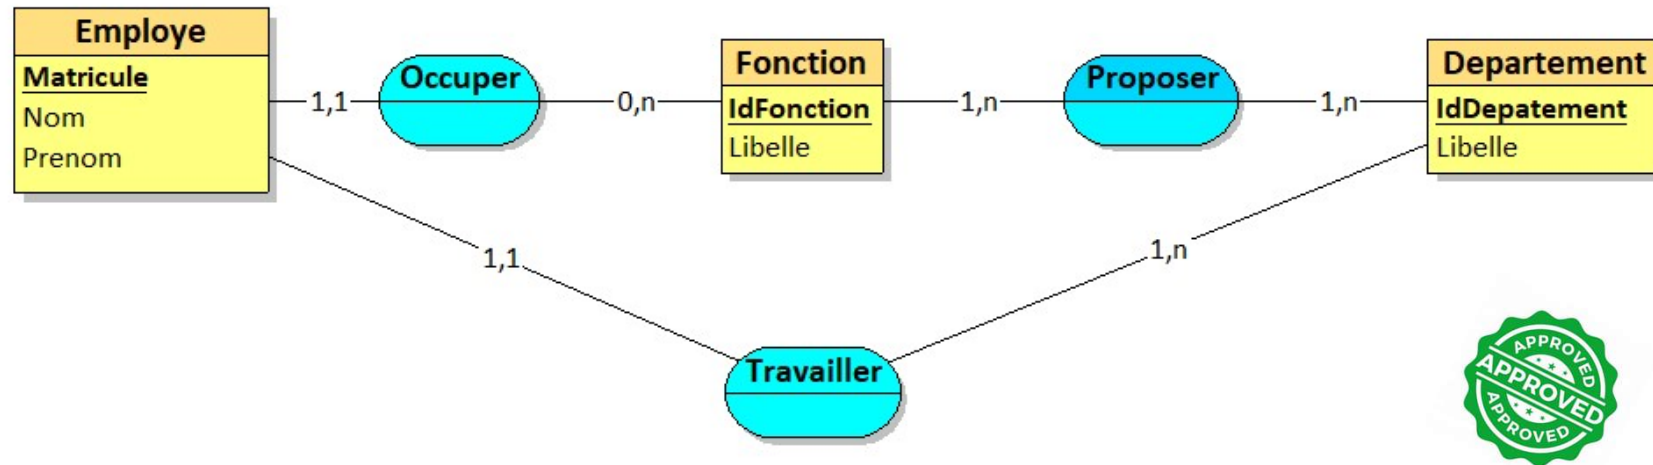 Employe
Matricule
Nom
Prenom
1,1
Occuper
0,n
Fonction
IdFonction
Libelle
1,n
Proposer
1,n
Departement
IdDepatement
Libelle
1,1
1,n
Travailler
APPROVED
APPROVED
APPROVED